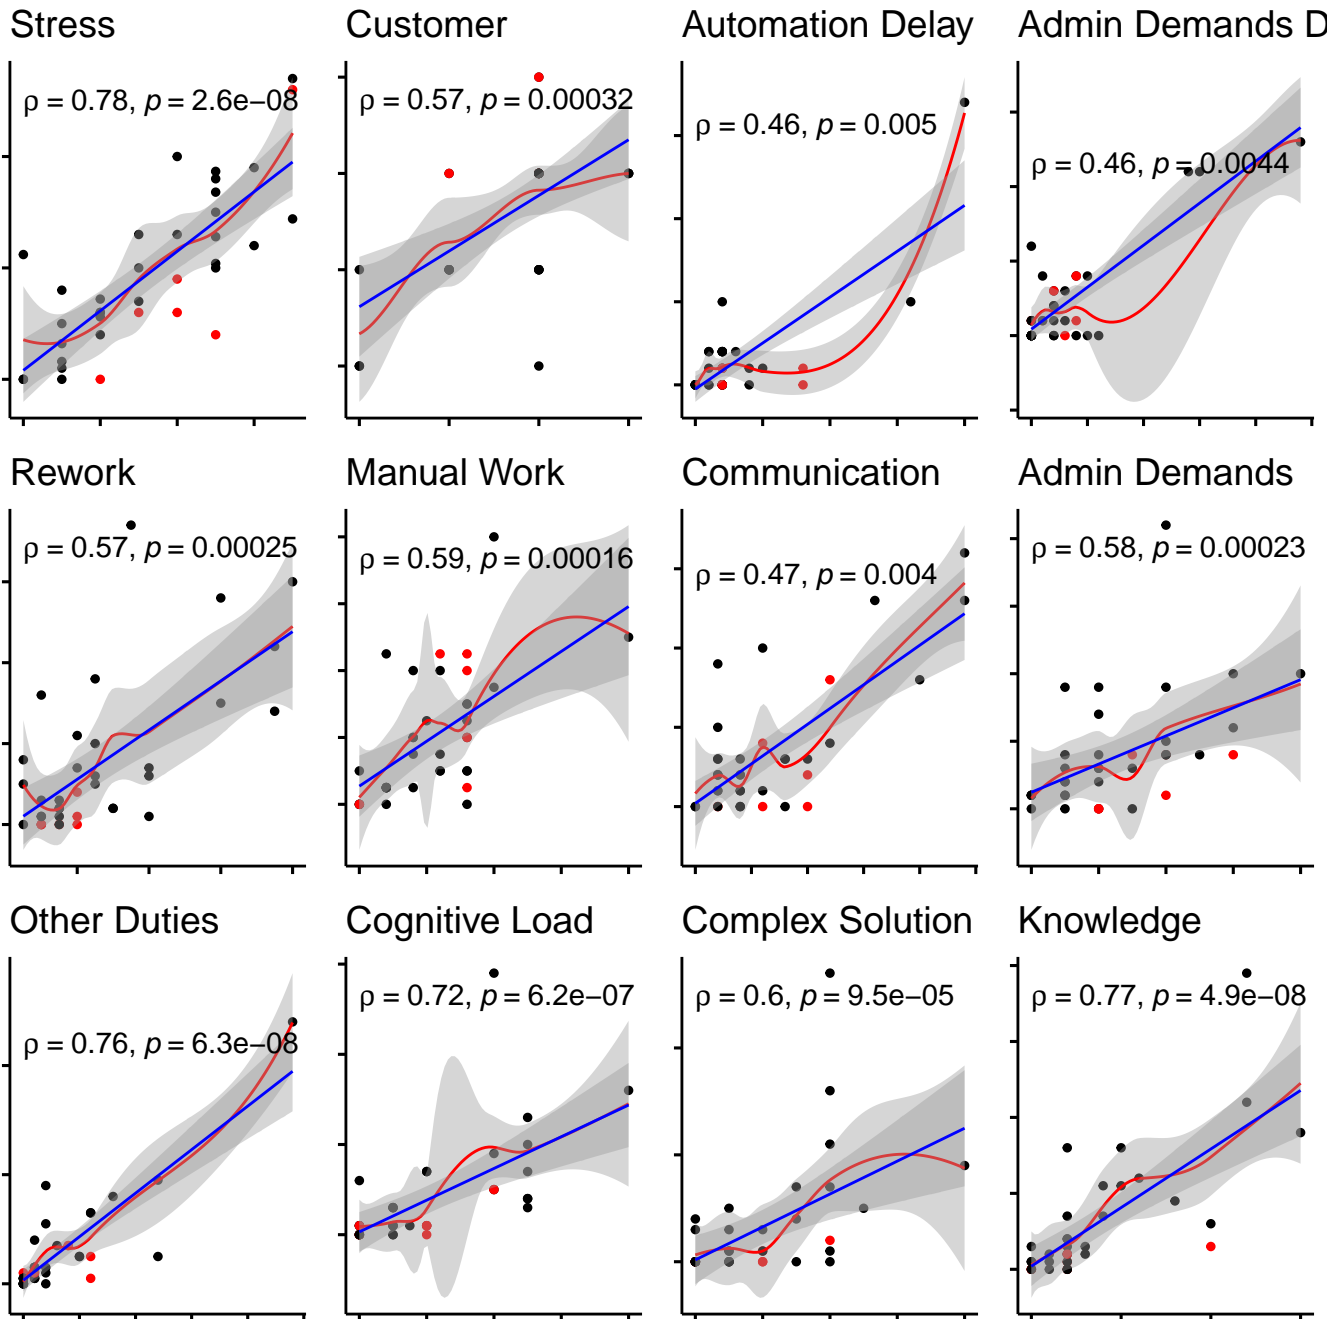 Stress
ρ = 0.78, p = 2.6e−08
Customer
ρ = 0.57, p = 0.00032
Automation Delay
ρ = 0.46, p = 0.005
Admin Demands D
ρ = 0.46, p = 0.0044
Rework
ρ = 0.57, p = 0.00025
Manual Work
ρ = 0.59, p = 0.00016
Communication
ρ = 0.47, p = 0.004
Admin Demands
ρ = 0.58, p = 0.00023
Other Duties
ρ = 0.76, p = 6.3e−08
Cognitive Load
ρ = 0.72, p = 6.2e−07
Complex Solution
ρ = 0.6, p = 9.5e−05
Knowledge
ρ = 0.77, p = 4.9e−08